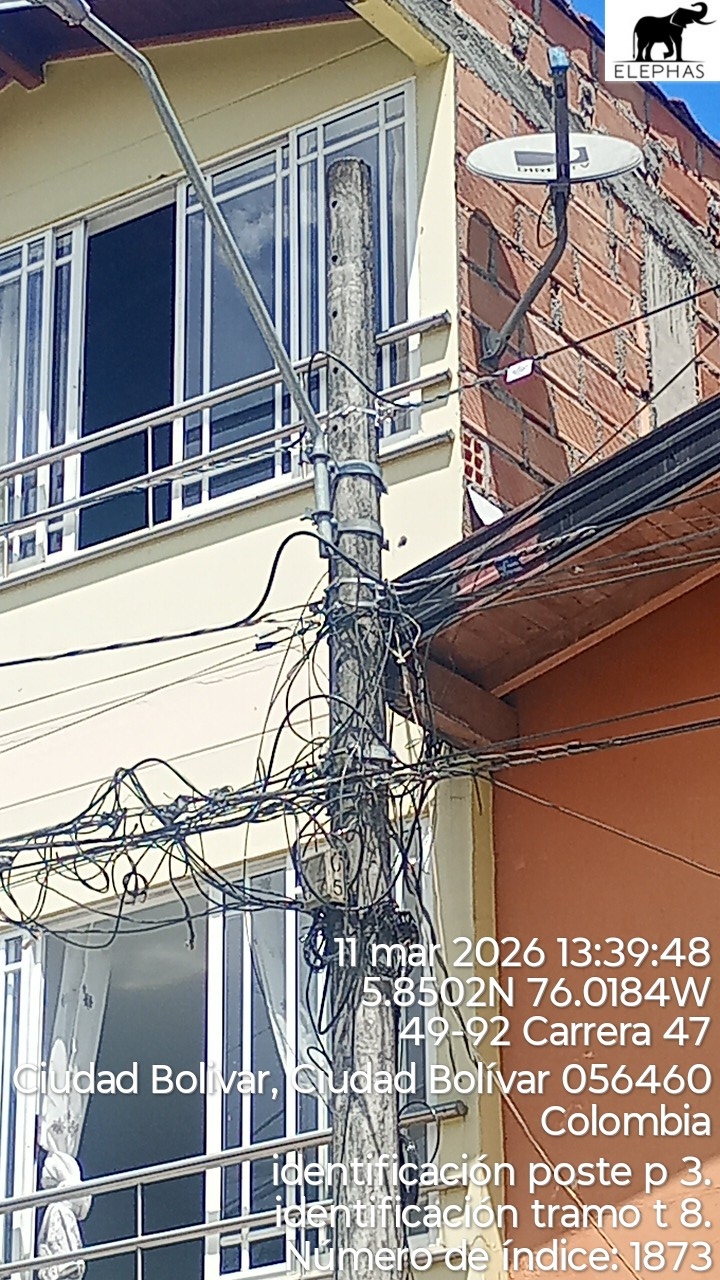 ELEPHAS
11 mar 2026 13:39:48
5.8502N 76.0184W
49-92 Carrera 47
Ciudad Bolívar, Ciudad Bolívar 056460
Colombia
identificación poste p 3.
identificación tramo t 8.
Número de índice: 1873